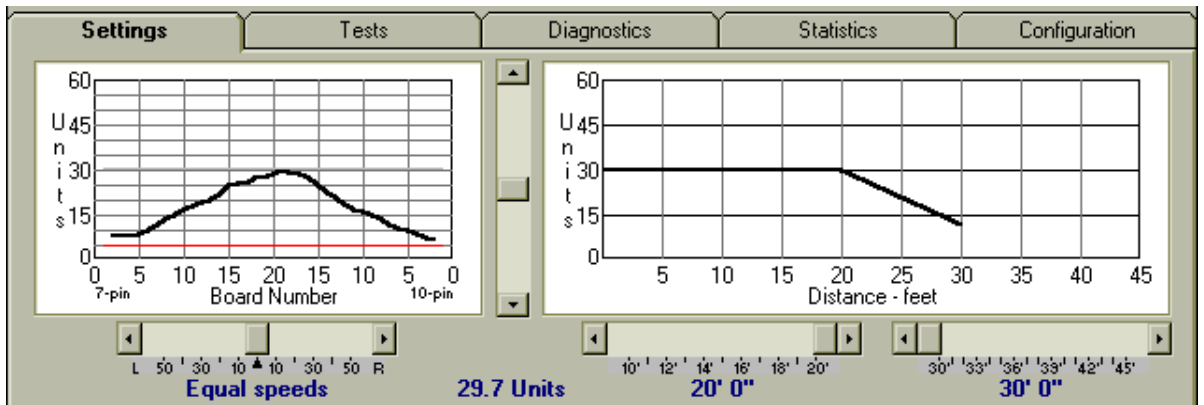 Settings Tests Diagnostics Statistics Configuration
60
45
30
15
0
Units
0 5 10 15 20 15 10 5 0
7-pin Board Number 10-pin
60
45
30
15
0
Units
5 10 15 20 25 30 35 40 45
Distance - feet
L 50 30 10 10 30 50 R
10' 12' 14' 16' 18' 20'
30' 33' 36' 39' 42' 45'
Equal speeds 29.7 Units 20' 0" 30' 0"